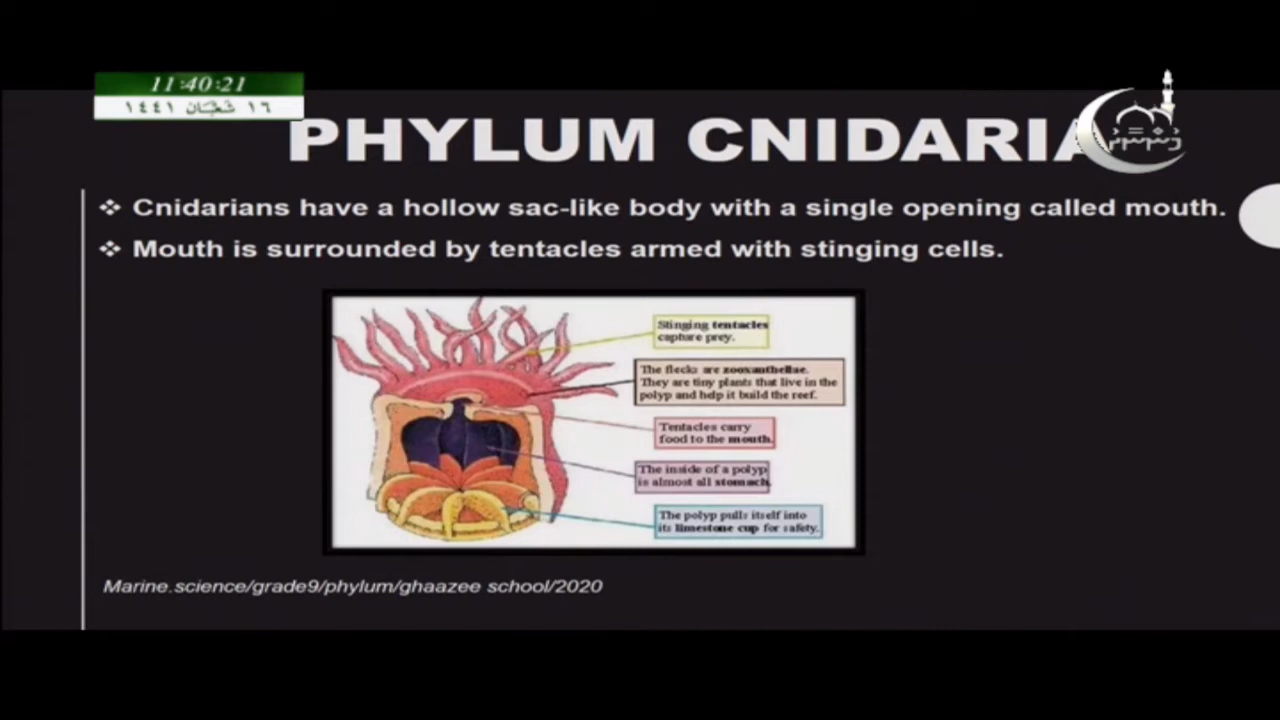 11:40:21
١٦ شَعْبَان ١٤٤١
PHYLUM CNIDARIA
❖ Cnidarians have a hollow sac-like body with a single opening called mouth.
❖ Mouth is surrounded by tentacles armed with stinging cells.
Stinging tentacles
capture prey.
The flecks are zooxanthellae.
They are tiny plants that live in the
polyp and help it build the reef.
Tentacles carry
food to the mouth.
The inside of a polyp
is almost all stomach.
The polyp pulls itself into
its limestone cup for safety.
Marine.science/grade9/phylum/ghaazee school/2020